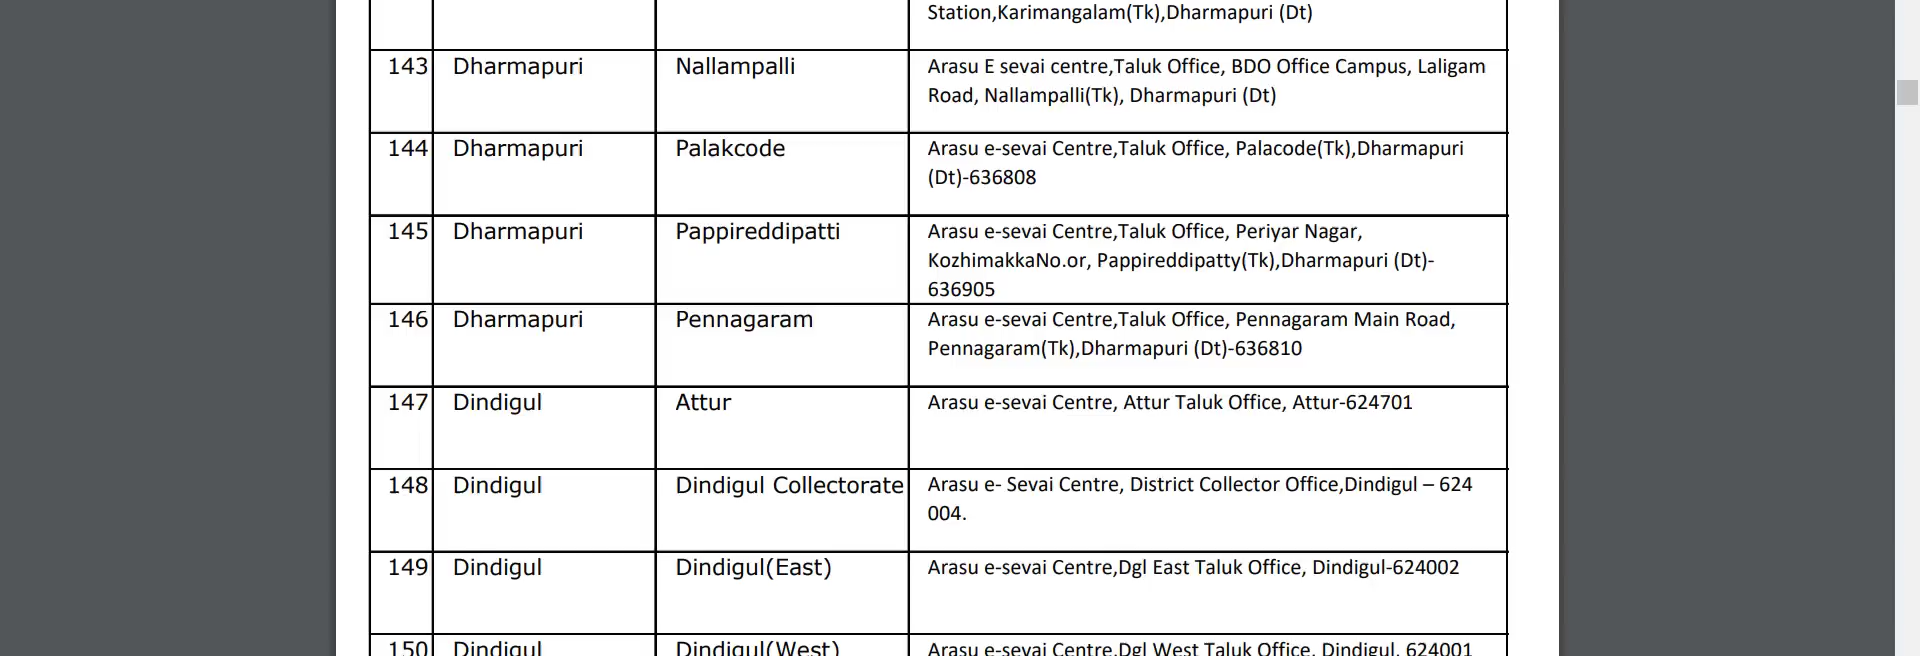 Station,Karimangalam(Tk),Dharmapuri (Dt)
143 Dharmapuri Nallampalli Arasu E sevai centre,Taluk Office, BDO Office Campus, Laligam
Road, Nallampalli(Tk), Dharmapuri (Dt)
144 Dharmapuri Palakcode Arasu e-sevai Centre,Taluk Office, Palacode(Tk),Dharmapuri
(Dt)-636808
145 Dharmapuri Pappireddipatti Arasu e-sevai Centre,Taluk Office, Periyar Nagar,
KozhimakkaNo.or, Pappireddipatty(Tk),Dharmapuri (Dt)-
636905
146 Dharmapuri Pennagaram Arasu e-sevai Centre,Taluk Office, Pennagaram Main Road,
Pennagaram(Tk),Dharmapuri (Dt)-636810
147 Dindigul Attur Arasu e-sevai Centre, Attur Taluk Office, Attur-624701
148 Dindigul Dindigul Collectorate Arasu e- Sevai Centre, District Collector Office,Dindigul – 624
004.
149 Dindigul Dindigul(East) Arasu e-sevai Centre,Dgl East Taluk Office, Dindigul-624002
150 Dindigul Dindigul(West) Arasu e-sevai Centre,Dgl West Taluk Office, Dindigul. 624001